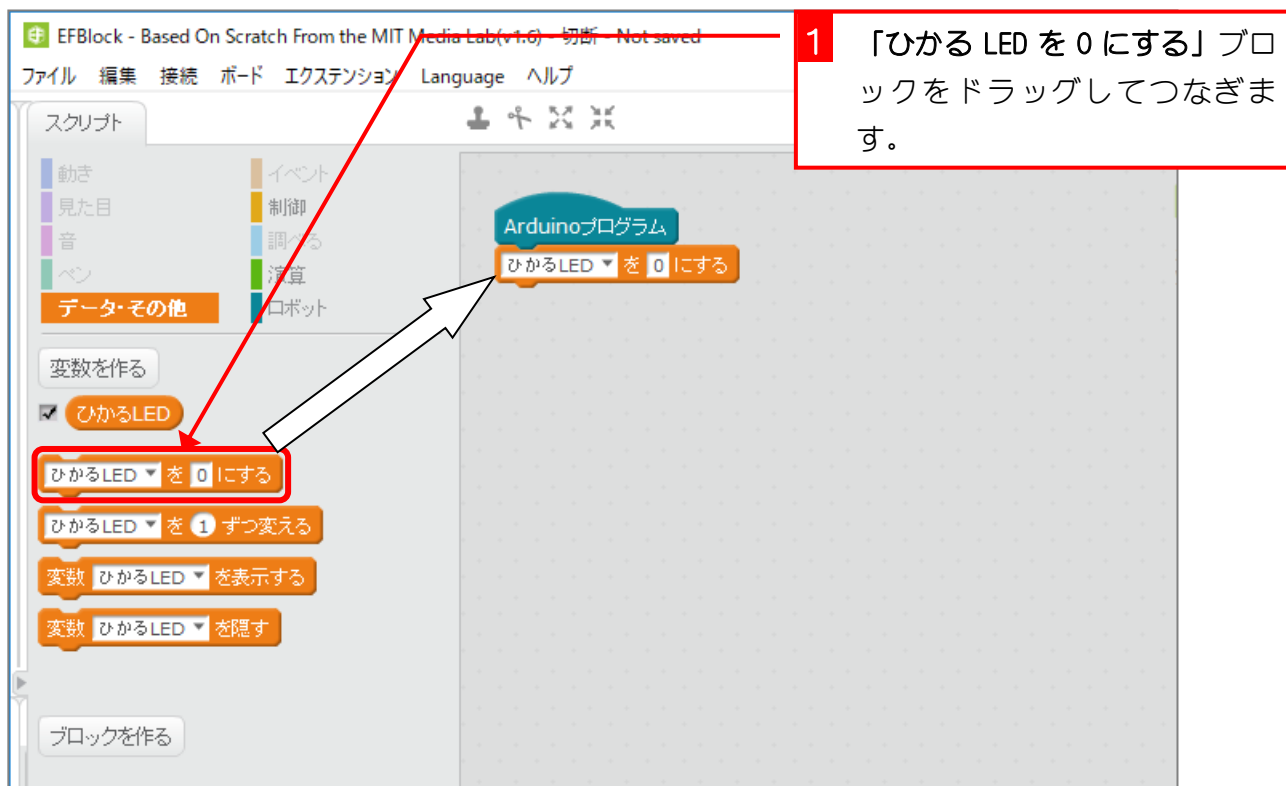 EFBlock - Based On Scratch From the MIT Media Lab(v1.6) - 切断 - Not saved
ファイル 編集 接続 ボード エクステンション Language ヘルプ
1 「ひかる LED を 0 にする」ブロ
ックをドラッグしてつなぎま
す。
スクリプト
動き イベント
見た目 制御
音 調べる
ペン 演算
データ・その他 ロボット
変数を作る
ひかるLED
ひかるLED を 0 にする
ひかるLED を 1 ずつ変える
変数 ひかるLED を表示する
変数 ひかるLED を隠す
ブロックを作る
Arduinoプログラム
ひかるLED を 0 にする